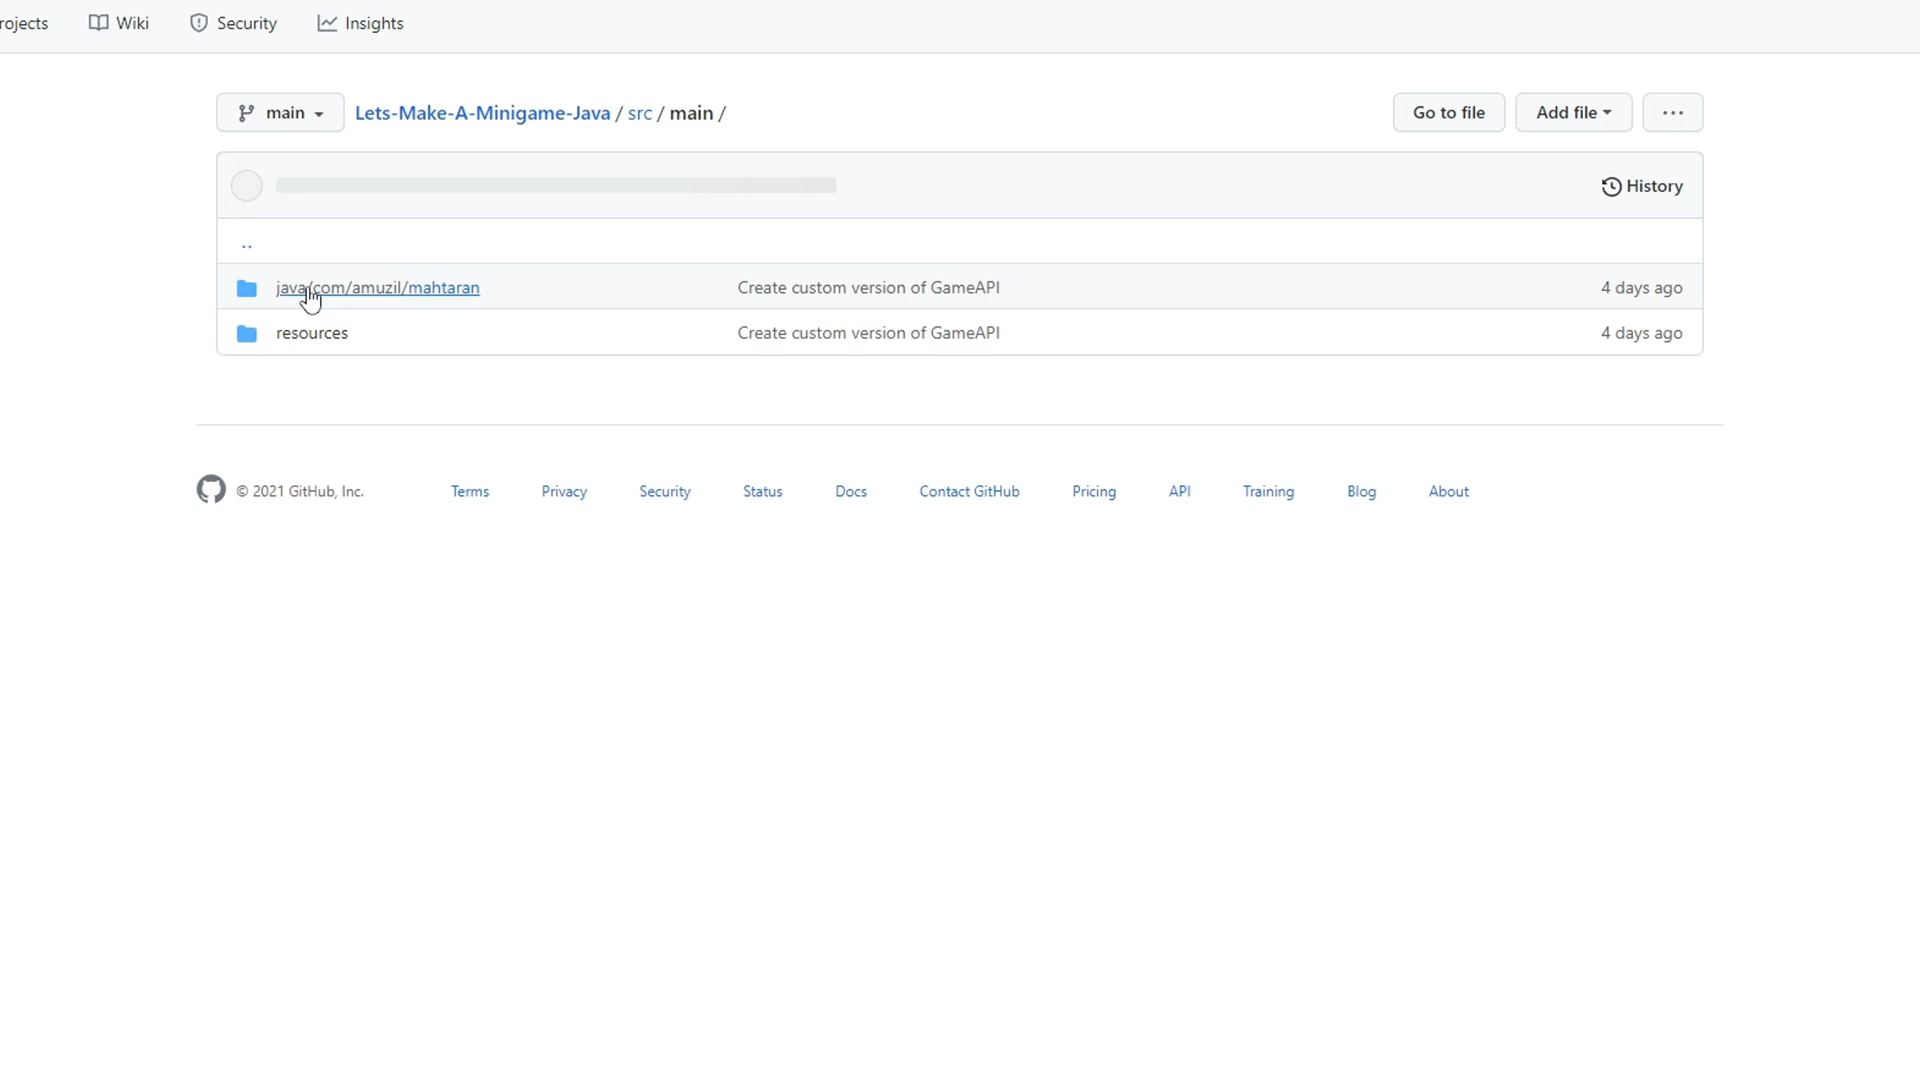 rojects Wiki Security Insights
main Lets-Make-A-Minigame-Java / src / main / Go to file Add file ...
History
..
java/com/amuzil/mahtaran Create custom version of GameAPI 4 days ago
resources Create custom version of GameAPI 4 days ago
© 2021 GitHub, Inc. Terms Privacy Security Status Docs Contact GitHub Pricing API Training Blog About